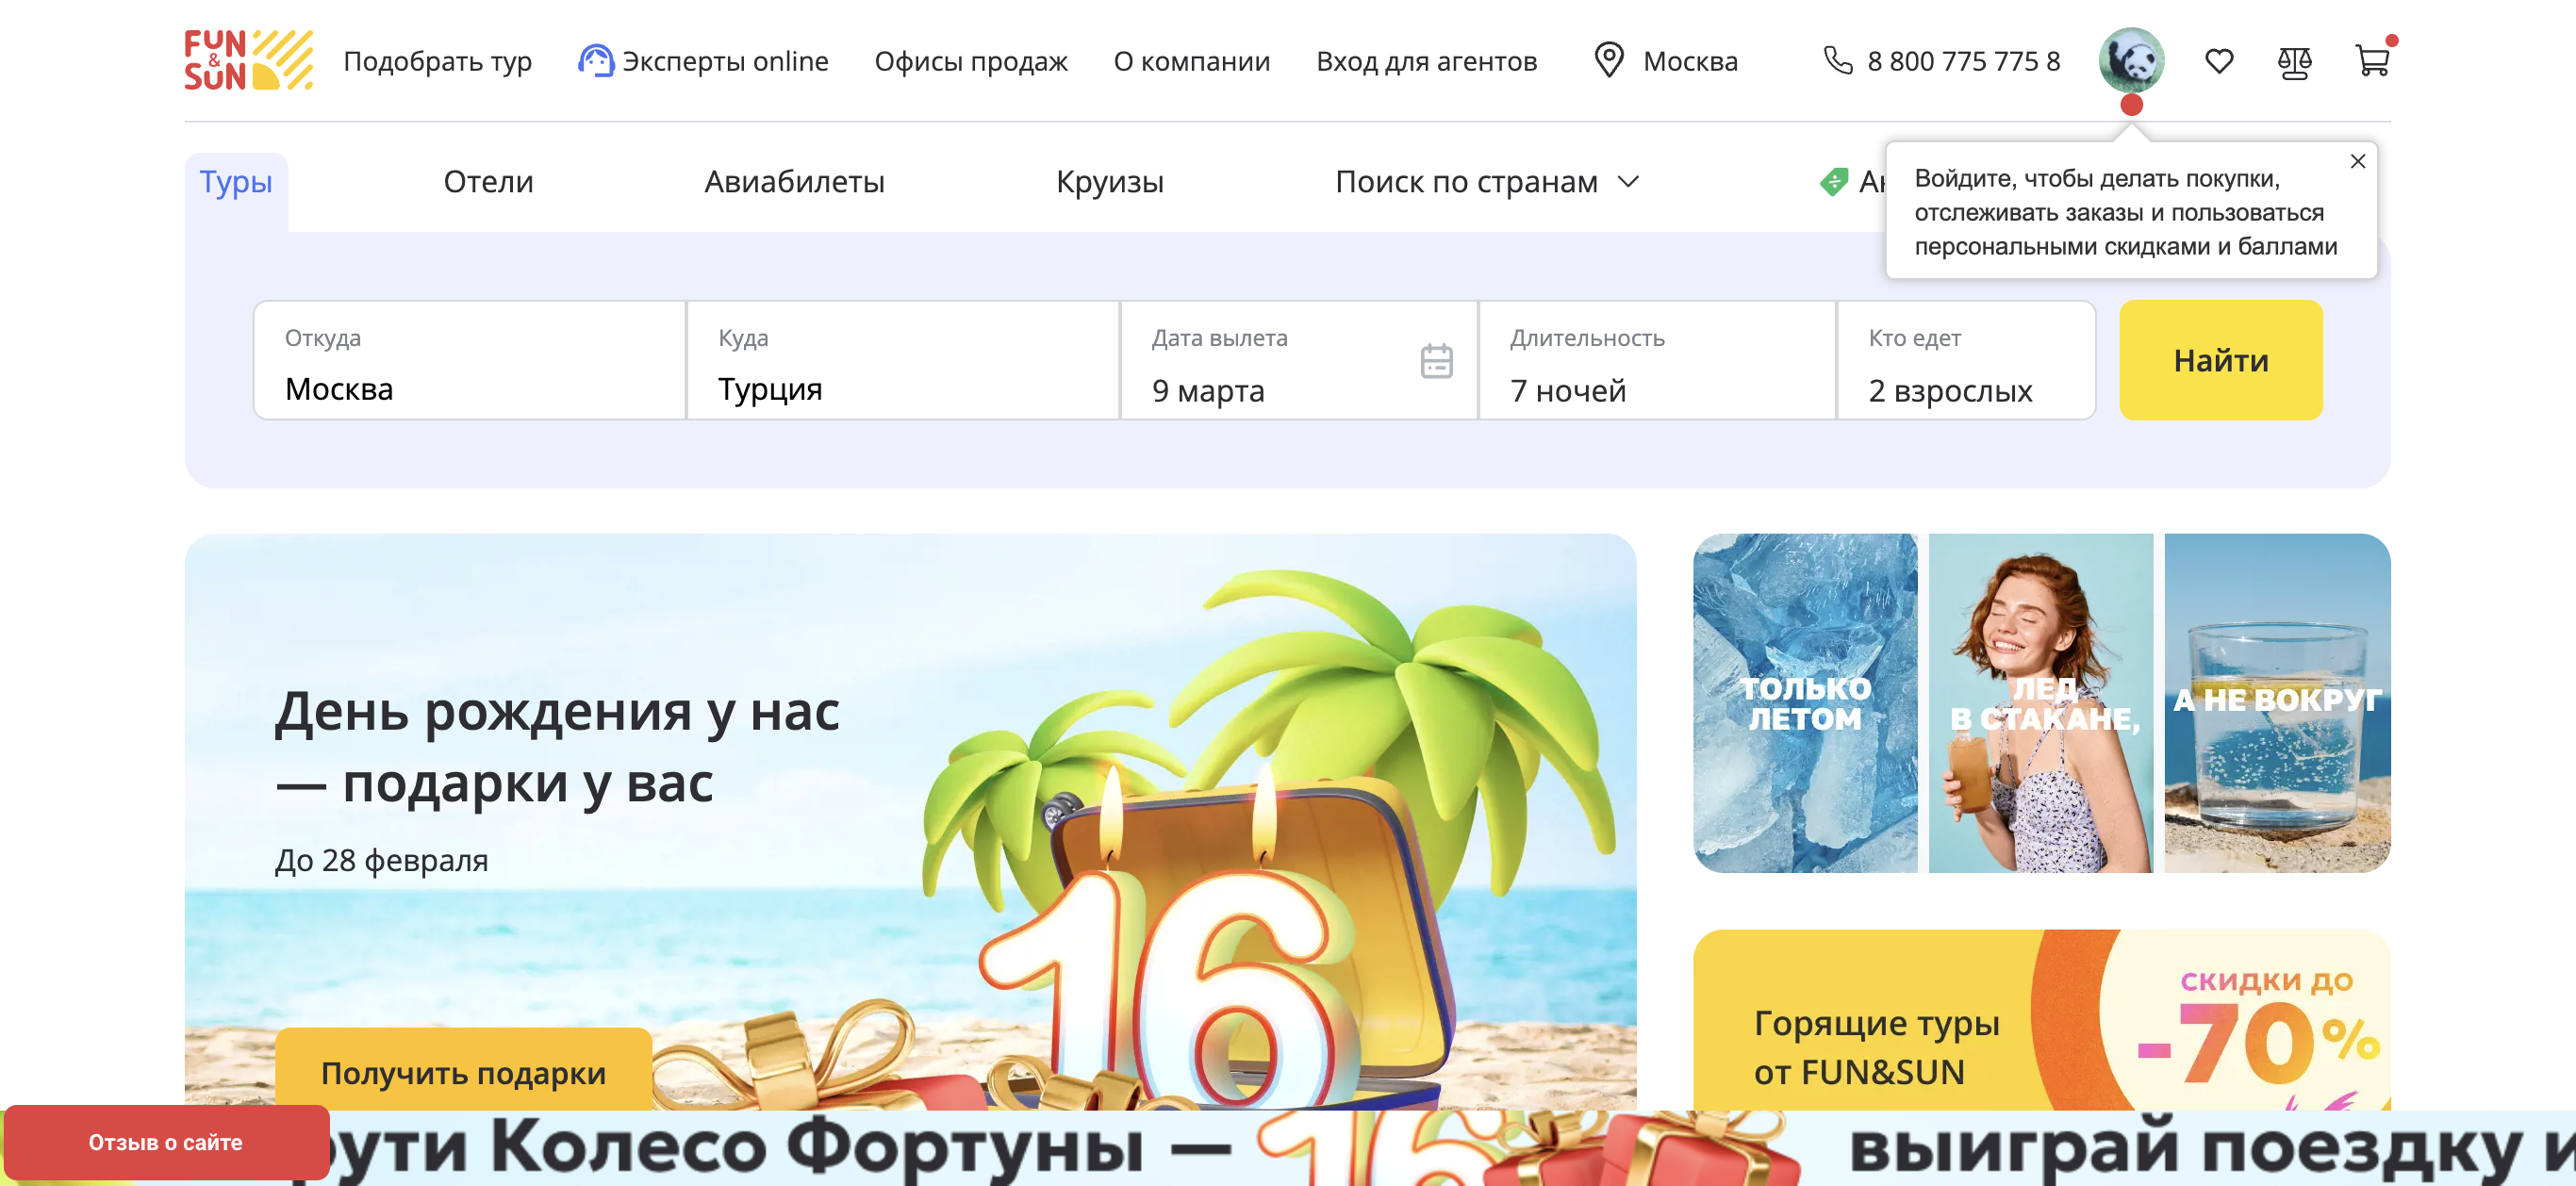 FUN
&
SUN
Подобрать тур
Эксперты online
Офисы продаж
О компании
Вход для агентов
Москва
8 800 775 775 8
Туры
Отели
Авиабилеты
Круизы
Поиск по странам
Войдите, чтобы делать покупки,
отслеживать заказы и пользоваться
персональными скидками и баллами
Откуда
Москва
Куда
Турция
Дата вылета
9 марта
Длительность
7 ночей
Кто едет
2 взрослых
Найти
День рождения у нас
— подарки у вас
До 28 февраля
16
Получить подарки
ТОЛЬКО
ЛЕТОМ
ЛЕД
В СТАКАНЕ,
А НЕ ВОКРУГ
Горящие туры
от FUN&SUN
СКИДКИ ДО
-70%
Отзыв о сайте
рути Колесо Фортуны — 16 выиграй поездку и